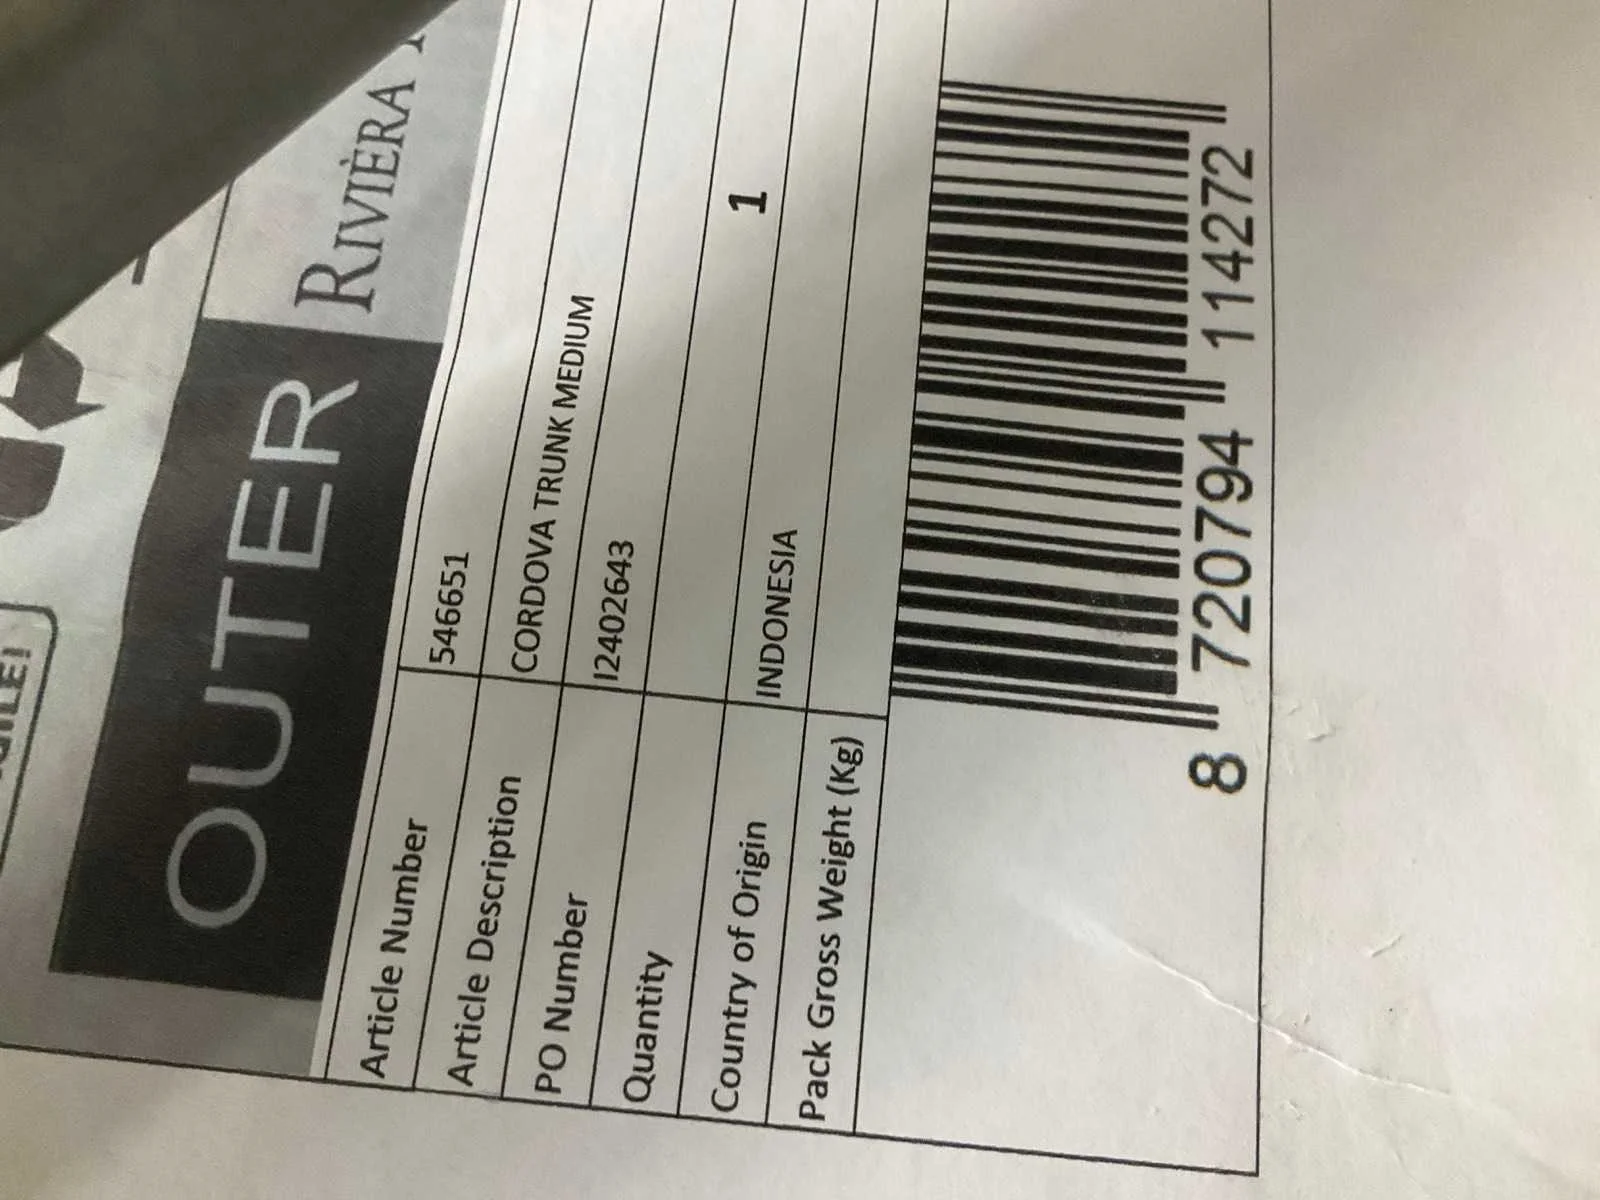 OUTER RIVIÈRA
Article Number 546651
Article Description CORDOVA TRUNK MEDIUM
PO Number I2402643
Quantity 1
Country of Origin INDONESIA
Pack Gross Weight (Kg)
8 720794 114272